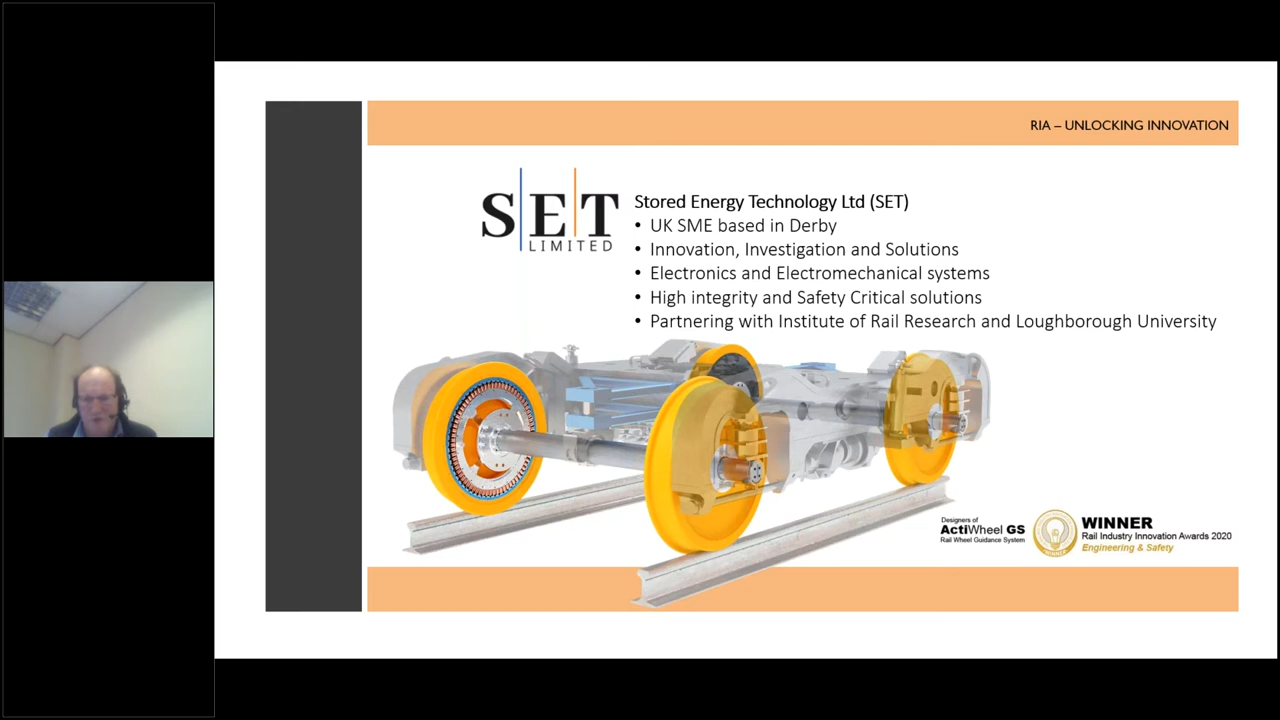 RIA – UNLOCKING INNOVATION
SET
LIMITED
Stored Energy Technology Ltd (SET)
• UK SME based in Derby
• Innovation, Investigation and Solutions
• Electronics and Electromechanical systems
• High integrity and Safety Critical solutions
• Partnering with Institute of Rail Research and Loughborough University
Designers of
ActiWheel GS
Rail Wheel Guidance System
WINNER
WINNER
Rail Industry Innovation Awards 2020
Engineering & Safety